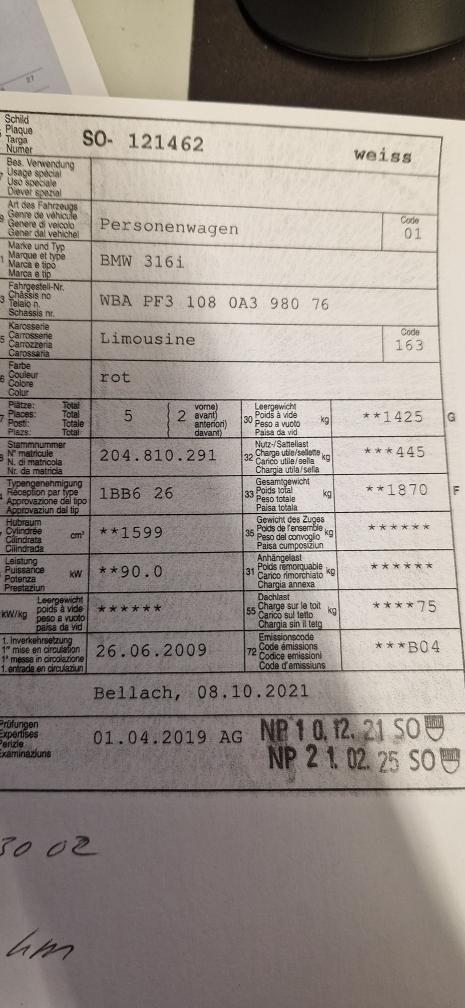 27
Schild
Plaque
Targa
Numer
SO- 121462
weiss
Bes. Verwendung
Usage spécial
Uso speciale
Diever spezial
Art des Fahrzeugs
Genre de véhicule
Genere di veicolo
Gener dal vehichel
Personenwagen
Code
01
Marke und Typ
Marque et type
Marca e tipo
Marca e tip
BMW 316i
Fahrgestell-Nr.
Châssis no
Telaio n.
Schassis nr.
WBA PF3 108 0A3 980 76
Karosserie
Carrosserie
Carrozzeria
Carossaria
Limousine
Code
163
Farbe
Couleur
Colore
Colur
rot
Plätze: Total
Places: Total
Posti: Totale
Plazs: Total
5
2
vorne)
avant)
anteriori)
davant)
30
Leergewicht
Poids à vide
Peso a vuoto
Paisa da vid
kg
**1425
G
Stammnummer
N° matricule
N. di matricola
Nr. da matricla
204.810.291
32
Nutz-/Sattellast
Charge utile/sellette
Carico utile/sella
Chargia utila/sella
kg
***445
Typengenehmigung
Réception par type
Approvazione del tipo
Approvaziun dal tip
1BB6 26
33
Gesamtgewicht
Poids total
Peso totale
Paisa totala
kg
**1870
F
Hubraum
Cylindrée
Cilindrata
Cilindrada
cm³
**1599
35
Gewicht des Zuges
Poids de l'ensemble
Peso del convoglio
Paisa cumposiziun
kg
******
Leistung
Puissance
Potenza
Prestaziun
kW
**90.0
31
Anhängelast
Poids remorquable
Carico rimorchiato
Chargia annexa
kg
******
kW/kg
Leergewicht
poids à vide
peso a vuoto
paisa da vid
******
55
Dachlast
Charge sur le toit
Carico sul tetto
Chargia sin il tetg
kg
****75
1. Inverkehrsetzung
1re mise en circulation
1a messa in circolazione
1. entrada en circulaziun
26.06.2009
72
Emissionscode
Code émissions
Codice emissioni
Code d'emissiuns
***B04
Bellach, 08.10.2021
Prüfungen
Expertises
Perizie
Examinaziuns
01.04.2019 AG
NP 10.12.21 SO
NP 21.02.25 SO
30 02
km